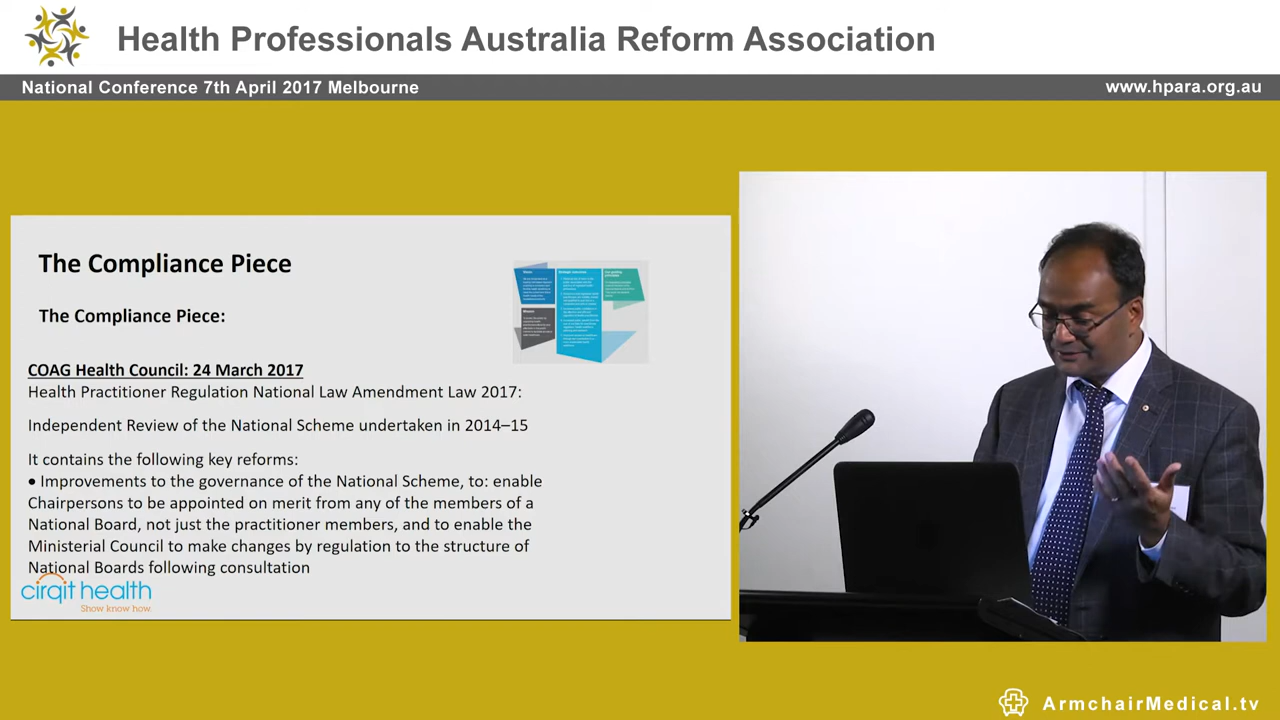 Health Professionals Australia Reform Association
National Conference 7th April 2017 Melbourne
www.hpara.org.au
The Compliance Piece
The Compliance Piece:
COAG Health Council: 24 March 2017
Health Practitioner Regulation National Law Amendment Law 2017:
Independent Review of the National Scheme undertaken in 2014–15
It contains the following key reforms:
• Improvements to the governance of the National Scheme, to: enable
Chairpersons to be appointed on merit from any of the members of a
National Board, not just the practitioner members, and to enable the
Ministerial Council to make changes by regulation to the structure of
National Boards following consultation
cirqit health
Show know how.
ArmchairMedical.tv